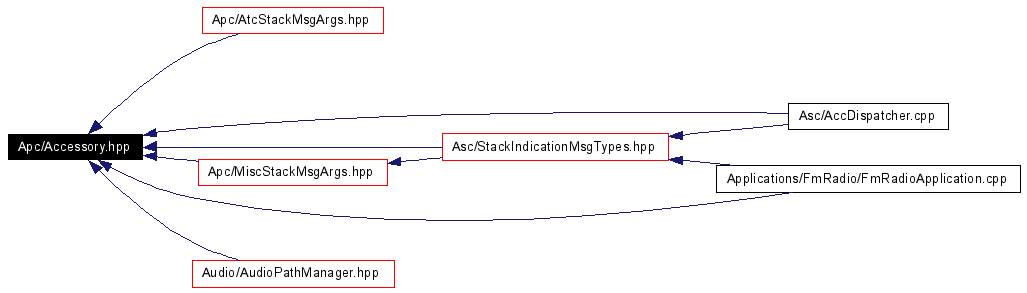 Apc/AtcStackMsgArgs.hpp
Asc/AccDispatcher.cpp
Apc/Accessory.hpp
Asc/StackIndicationMsgTypes.hpp
Apc/MiscStackMsgArgs.hpp
Applications/FmRadio/FmRadioApplication.cpp
Audio/AudioPathManager.hpp